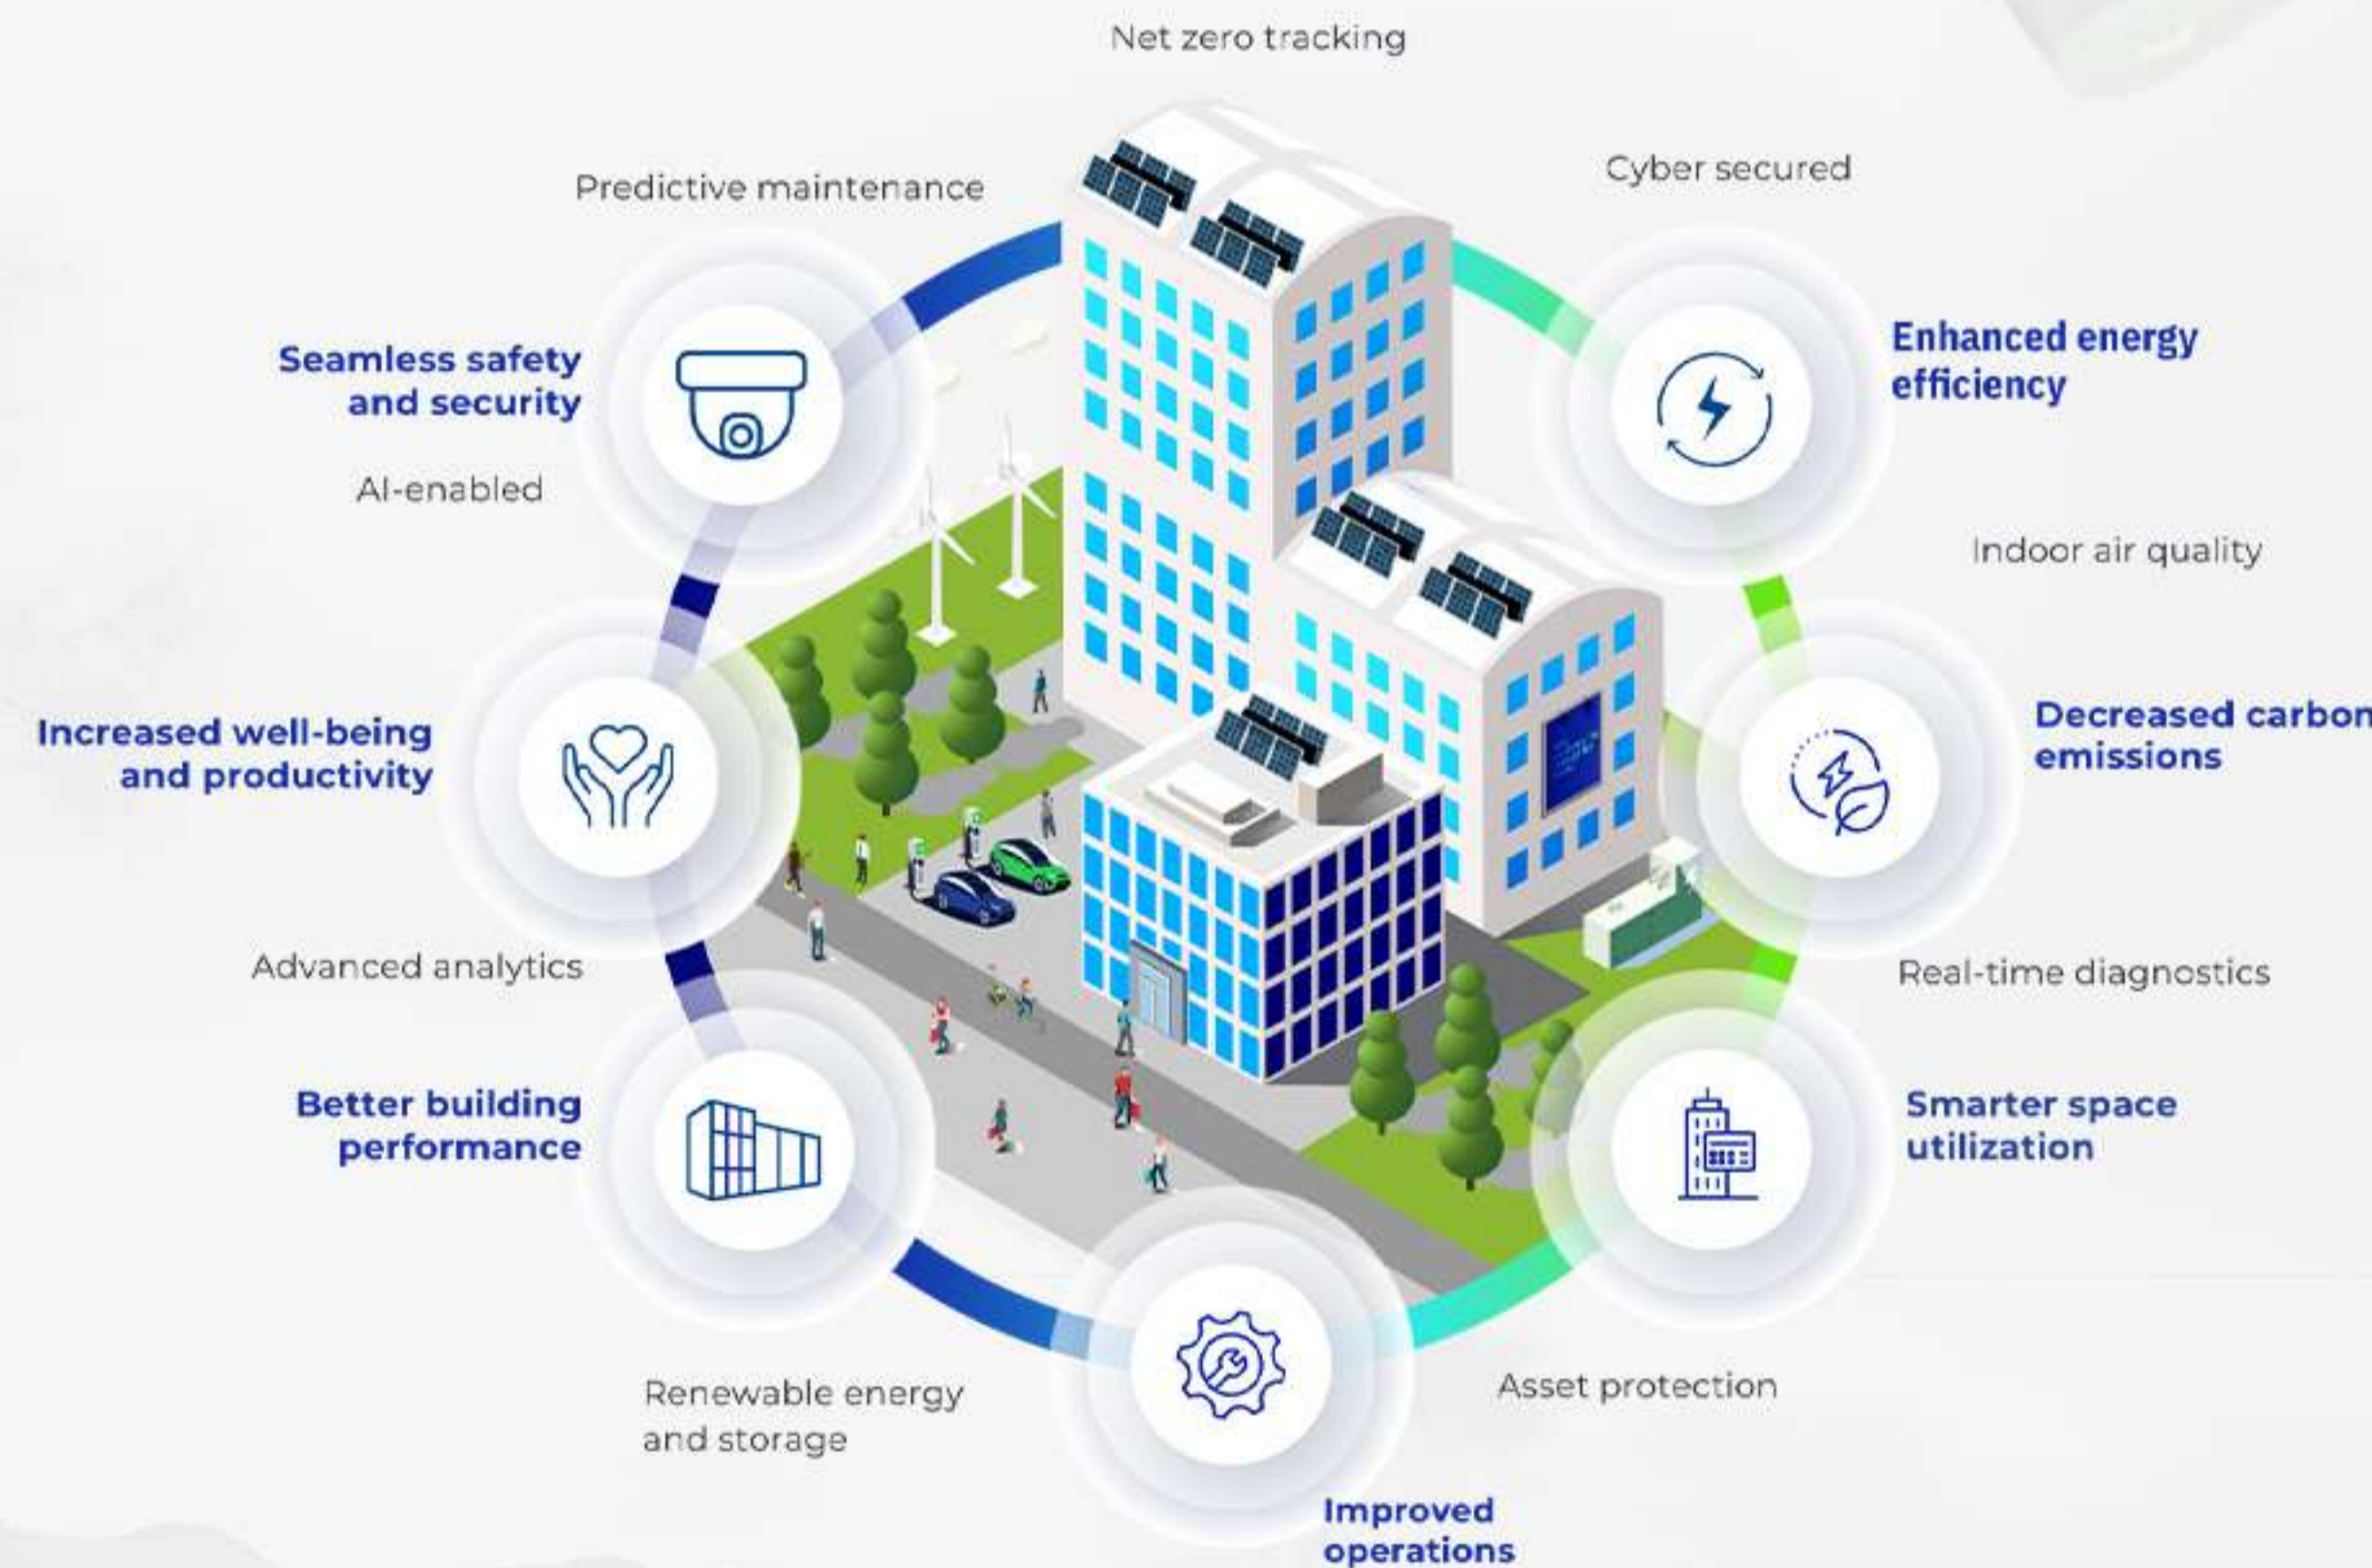 Net zero tracking
Predictive maintenance
Cyber secured
Seamless safety
and security
Enhanced energy
efficiency
AI-enabled
Indoor air quality
Increased well-being
and productivity
Decreased carbon
emissions
Advanced analytics
Real-time diagnostics
Better building
performance
Smarter space
utilization
Renewable energy
and storage
Asset protection
Improved
operations